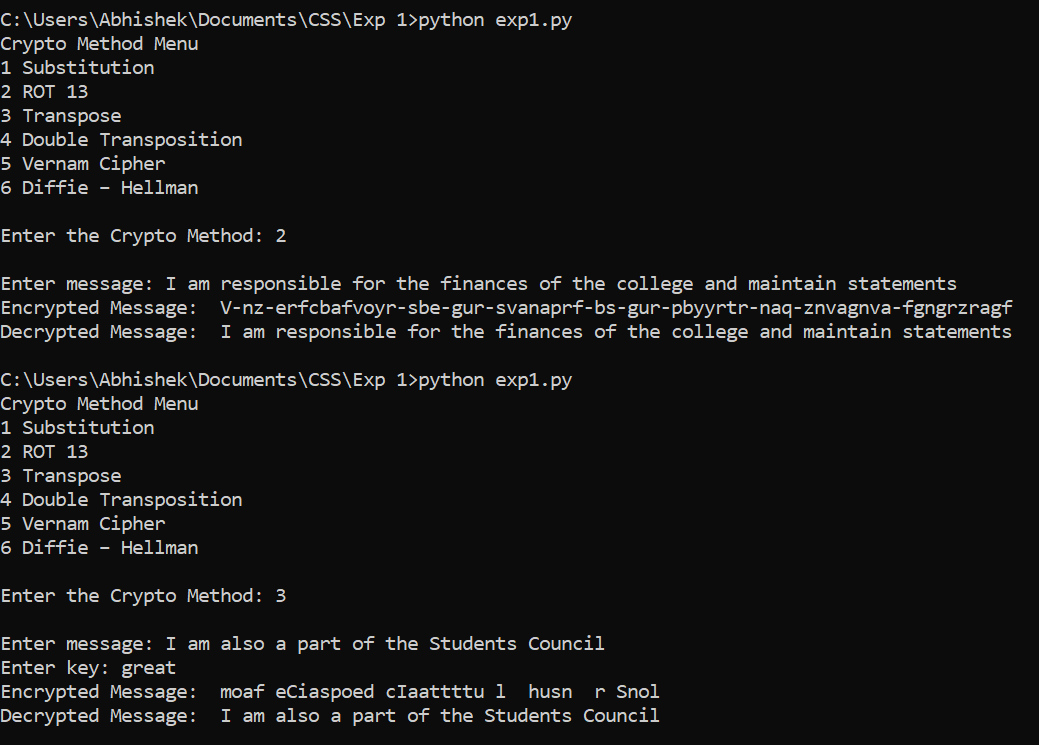 C:\Users\Abhishek\Documents\CSS\Exp 1>python exp1.py
Crypto Method Menu
1 Substitution
2 ROT 13
3 Transpose
4 Double Transposition
5 Vernam Cipher
6 Diffie – Hellman
Enter the Crypto Method: 2
Enter message: I am responsible for the finances of the college and maintain statements
Encrypted Message:  V-nz-erfcbafvoyr-sbe-gur-svanaprf-bs-gur-pbyyrtr-naq-znvagnva-fgngrzragf
Decrypted Message:  I am responsible for the finances of the college and maintain statements
C:\Users\Abhishek\Documents\CSS\Exp 1>python exp1.py
Crypto Method Menu
1 Substitution
2 ROT 13
3 Transpose
4 Double Transposition
5 Vernam Cipher
6 Diffie – Hellman
Enter the Crypto Method: 3
Enter message: I am also a part of the Students Council
Enter key: great
Encrypted Message:  moaf eCiaspoed cIaattttu l  husn  r Snol
Decrypted Message:  I am also a part of the Students Council